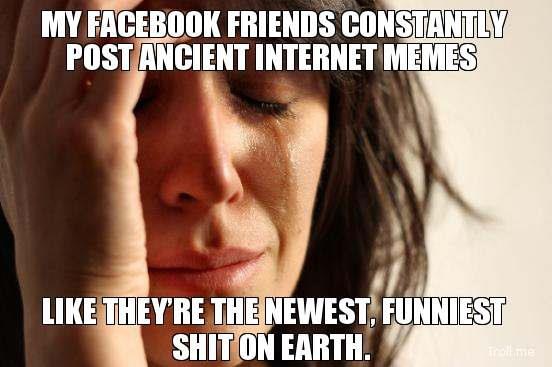 MY FACEBOOK FRIENDS CONSTANTLY
POST ANCIENT INTERNET MEMES
LIKE THEY'RE THE NEWEST, FUNNIEST
SHIT ON EARTH.
Troll.me